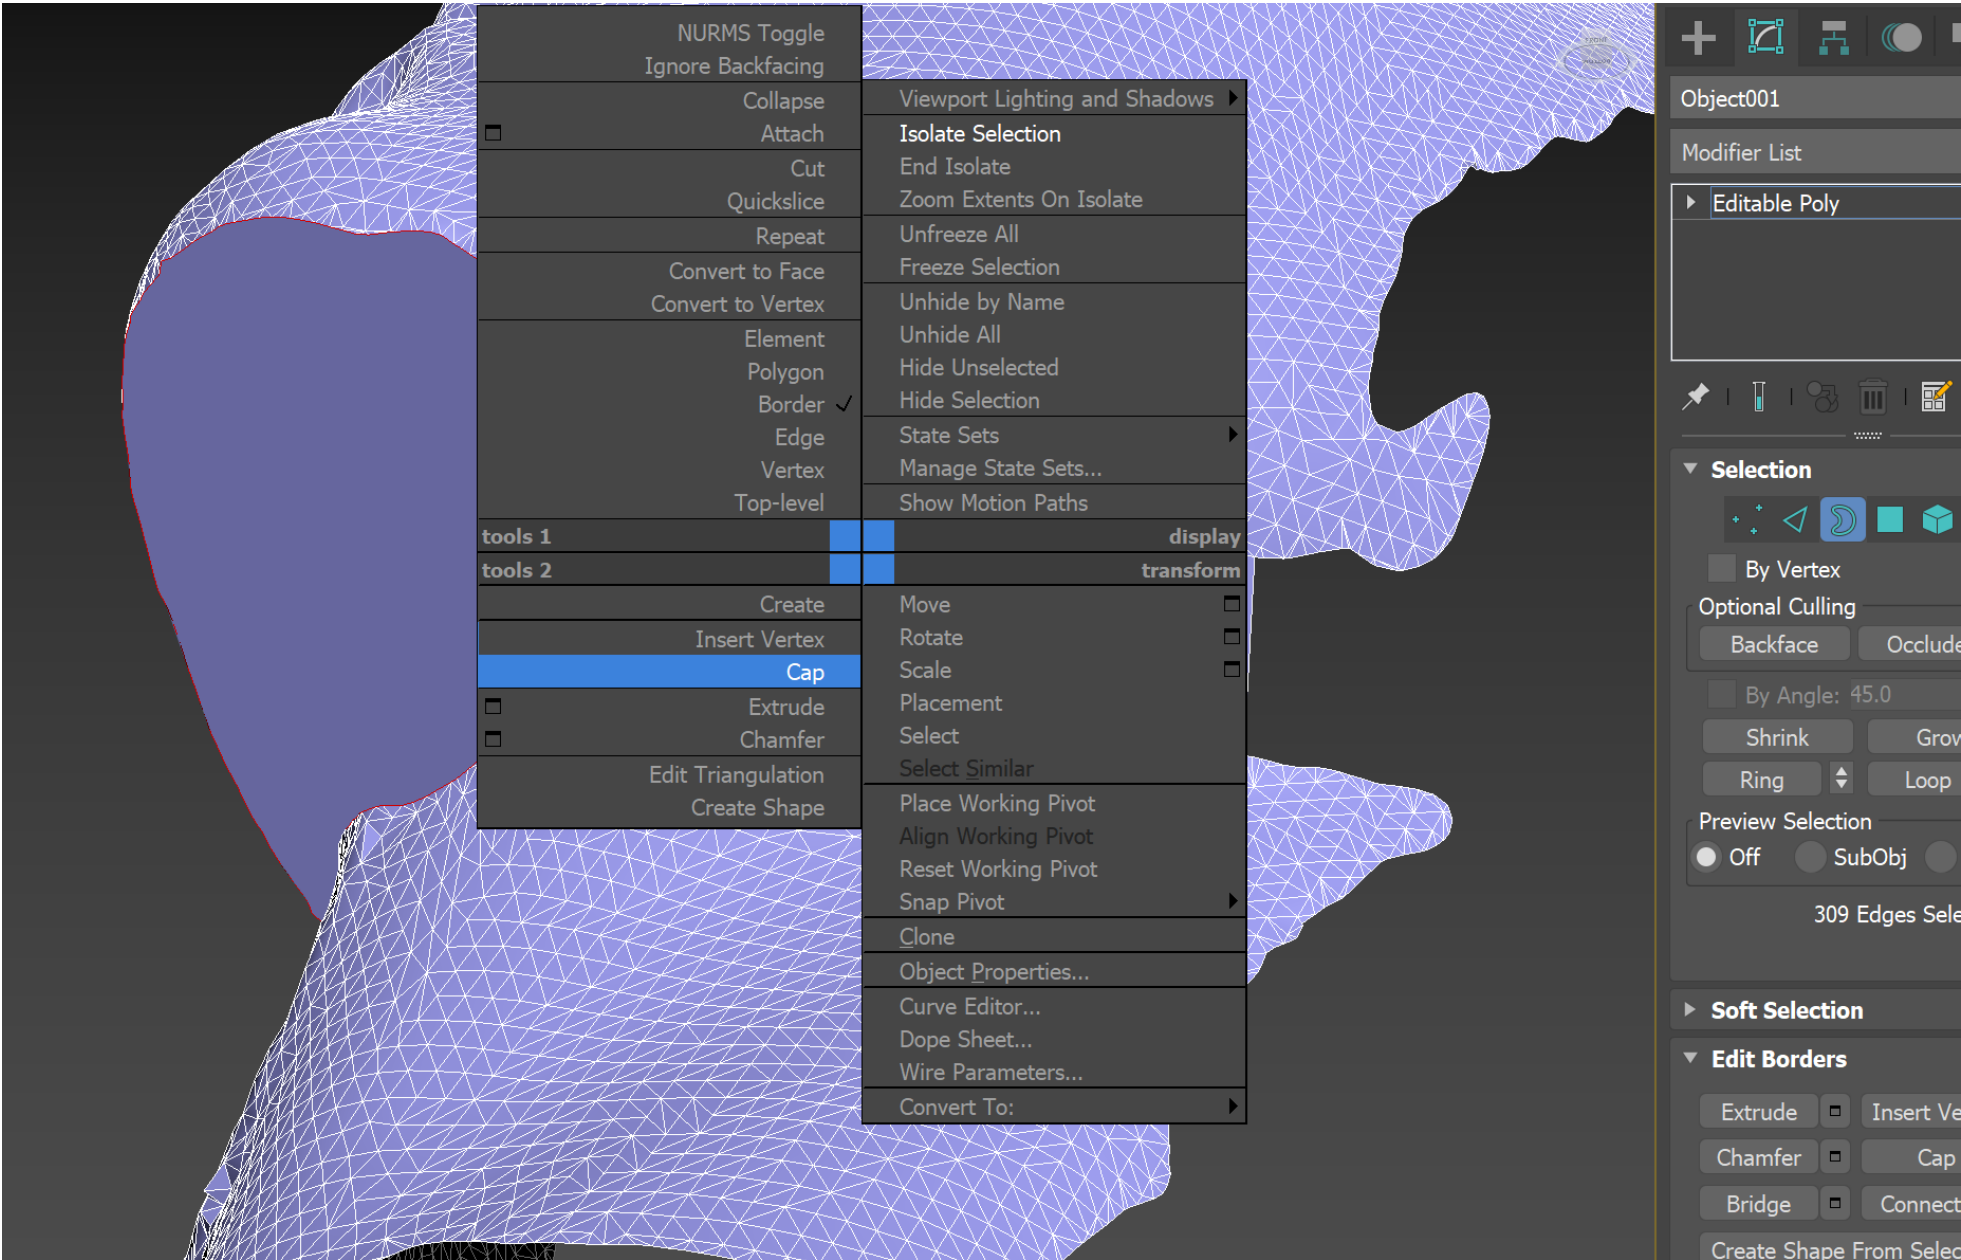 NURMS Toggle
Ignore Backfacing
Collapse
Attach
Cut
Quickslice
Repeat
Convert to Face
Convert to Vertex
Element
Polygon
Border
Edge
Vertex
Top-level
tools 1
tools 2
Create
Insert Vertex
Cap
Extrude
Chamfer
Edit Triangulation
Create Shape
Viewport Lighting and Shadows
Isolate Selection
End Isolate
Zoom Extents On Isolate
Unfreeze All
Freeze Selection
Unhide by Name
Unhide All
Hide Unselected
Hide Selection
State Sets
Manage State Sets...
Show Motion Paths
display
transform
Move
Rotate
Scale
Placement
Select
Select Similar
Place Working Pivot
Align Working Pivot
Reset Working Pivot
Snap Pivot
Clone
Object Properties...
Curve Editor...
Dope Sheet...
Wire Parameters...
Convert To:
Object001
Modifier List
Editable Poly
Selection
By Vertex
Optional Culling
Backface Occlude
By Angle: 45.0
Shrink Grow
Ring Loop
Preview Selection
Off SubObj
309 Edges Sele
Soft Selection
Edit Borders
Extrude Insert Ve
Chamfer Cap
Bridge Connect
Create Shape From Selec